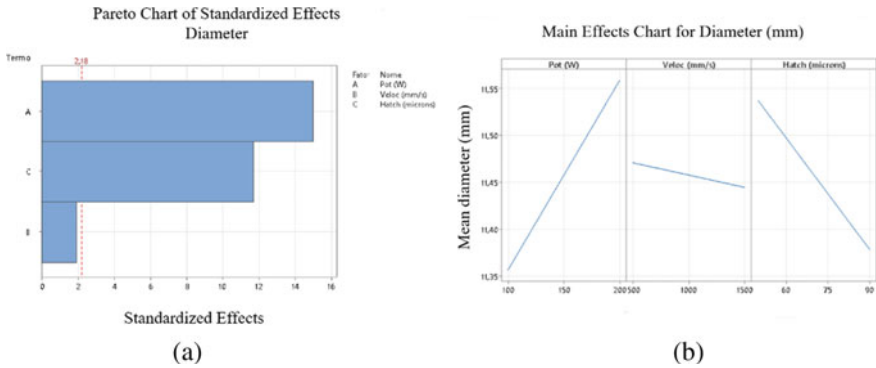 Pareto Chart of Standardized Effects
Diameter
Termo
2,18
A
C
B
0 2 4 6 8 10 12 14 16
Standardized Effects
Fator Name
A Pot (W)
B Veloc (mm/s)
C Hatch (microns)
(a)
Main Effects Chart for Diameter (mm)
Pot (W) Veloc (mm/s) Hatch (microns)
Mean diameter (mm)
11,55
11,50
11,45
11,40
11,35
100 150 200 500 1000 1500 60 75 90
(b)